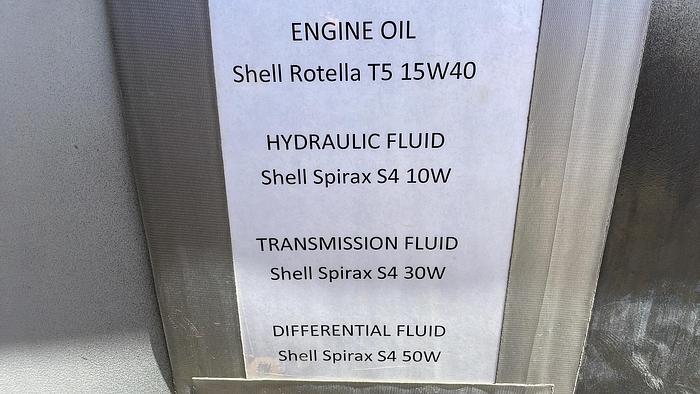 ENGINE OIL
Shell Rotella T5 15W40
HYDRAULIC FLUID
Shell Spirax S4 10W
TRANSMISSION FLUID
Shell Spirax S4 30W
DIFFERENTIAL FLUID
Shell Spirax S4 50W